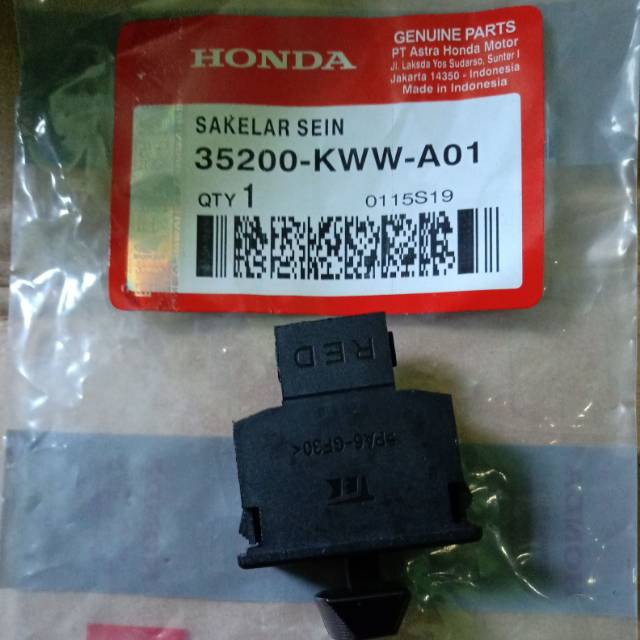 HONDA
GENUINE PARTS
PT Astra Honda Motor
Jl. Laksda Yos Sudarso, Sunter I
Jakarta 14350 - Indonesia
Made in Indonesia
SAKELAR SEIN
35200-KWW-A01
QTY 1 0115S19
RED
>PA6-GF30<